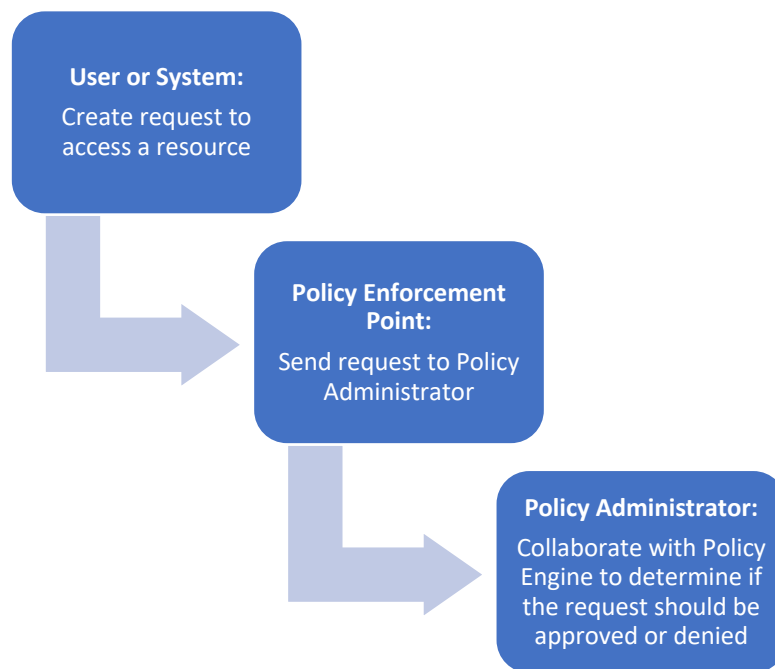 User or System:
Create request to
access a resource
Policy Enforcement
Point:
Send request to Policy
Administrator
Policy Administrator:
Collaborate with Policy
Engine to determine if
the request should be
approved or denied